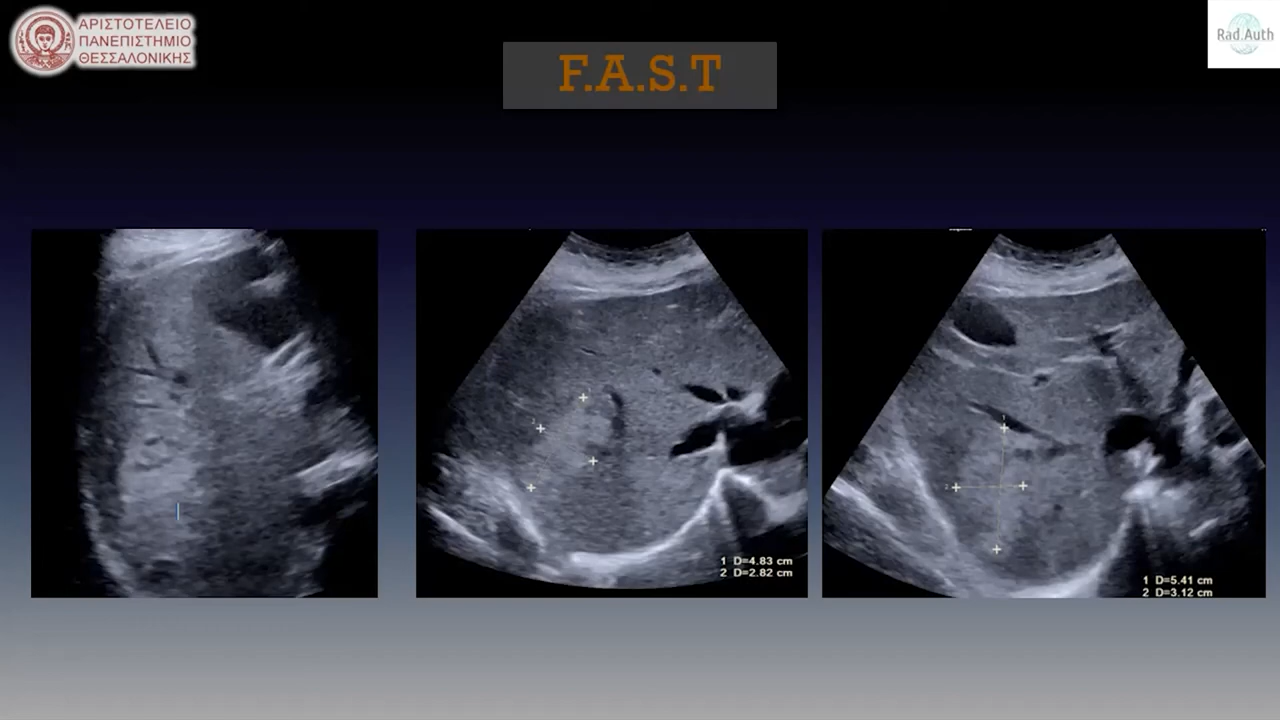 ΑΡΙΣΤΟΤΕΛΕΙΟ
ΠΑΝΕΠΙΣΤΗΜΙΟ
ΘΕΣΣΑΛΟΝΙΚΗΣ
F.A.S.T
Rad.Auth
1 D=4.83 cm
2 D=2.82 cm
1 D=5.41 cm
2 D=3.12 cm